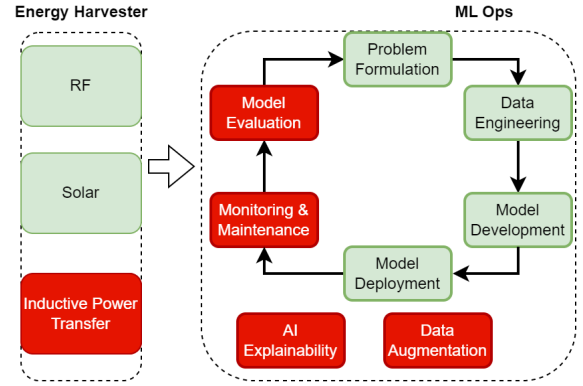 Energy Harvester
ML Ops
RF
Solar
Inductive Power
Transfer
Problem
Formulation
Data
Engineering
Model
Development
Model
Deployment
Monitoring &
Maintenance
Model
Evaluation
AI
Explainability
Data
Augmentation